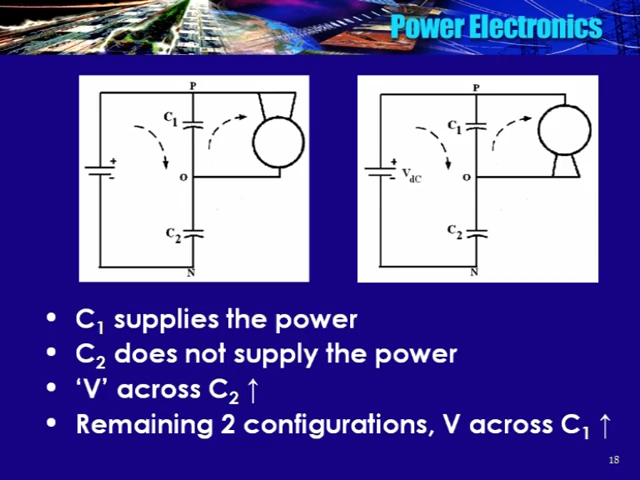 Power Electronics
P
C1
+
-
O
C2
N
P
C1
+
- Vdc
O
C2
N
• C1 supplies the power
• C2 does not supply the power
• ‘V’ across C2 ↑
• Remaining 2 configurations, V across C1 ↑
18